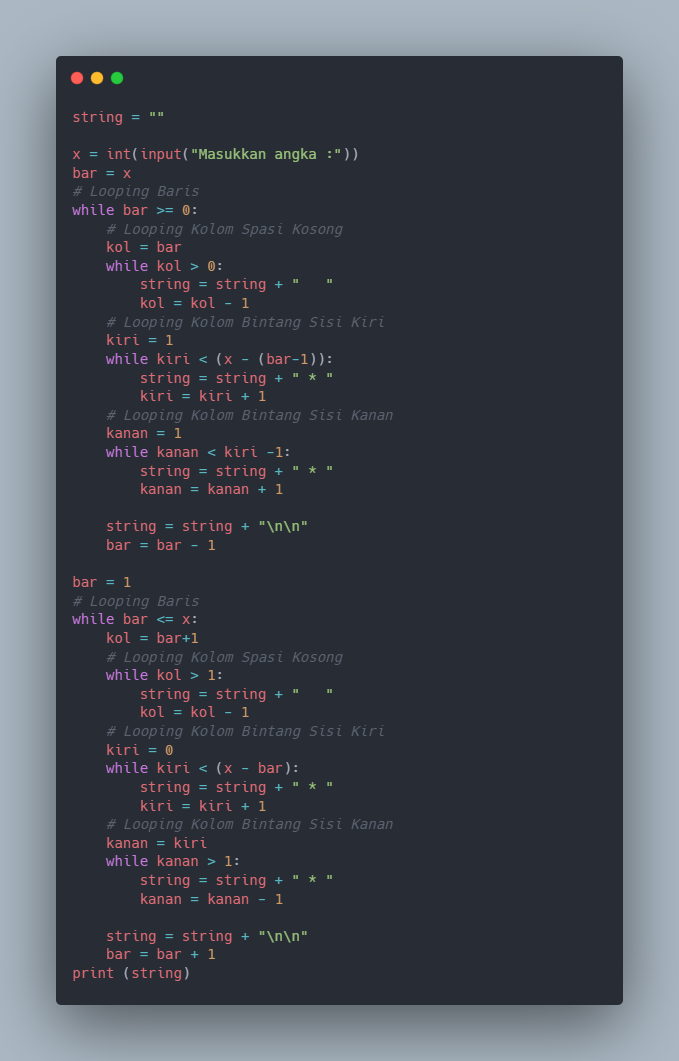 string = ""

x = int(input("Masukkan angka :"))
bar = x
# Looping Baris
while bar >= 0:
    # Looping Kolom Spasi Kosong
    kol = bar
    while kol > 0:
        string = string + "   "
        kol = kol - 1
    # Looping Kolom Bintang Sisi Kiri
    kiri = 1
    while kiri < (x - (bar-1)):
        string = string + " * "
        kiri = kiri + 1
    # Looping Kolom Bintang Sisi Kanan
    kanan = 1
    while kanan < kiri -1:
        string = string + " * "
        kanan = kanan + 1

    string = string + "\n\n"
    bar = bar - 1

bar = 1
# Looping Baris
while bar <= x:
    kol = bar+1
    # Looping Kolom Spasi Kosong
    while kol > 1:
        string = string + "   "
        kol = kol - 1
    # Looping Kolom Bintang Sisi Kiri
    kiri = 0
    while kiri < (x - bar):
        string = string + " * "
        kiri = kiri + 1
    # Looping Kolom Bintang Sisi Kanan
    kanan = kiri
    while kanan > 1:
        string = string + " * "
        kanan = kanan - 1

    string = string + "\n\n"
    bar = bar + 1
print (string)